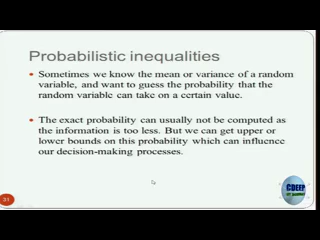 Probabilistic inequalities
• Sometimes we know the mean or variance of a random
variable, and want to guess the probability that the
random variable can take on a certain value.
• The exact probability can usually not be computed as
the information is too less. But we can get upper or
lower bounds on this probability which can influence
our decision-making processes.
31
CDEEP